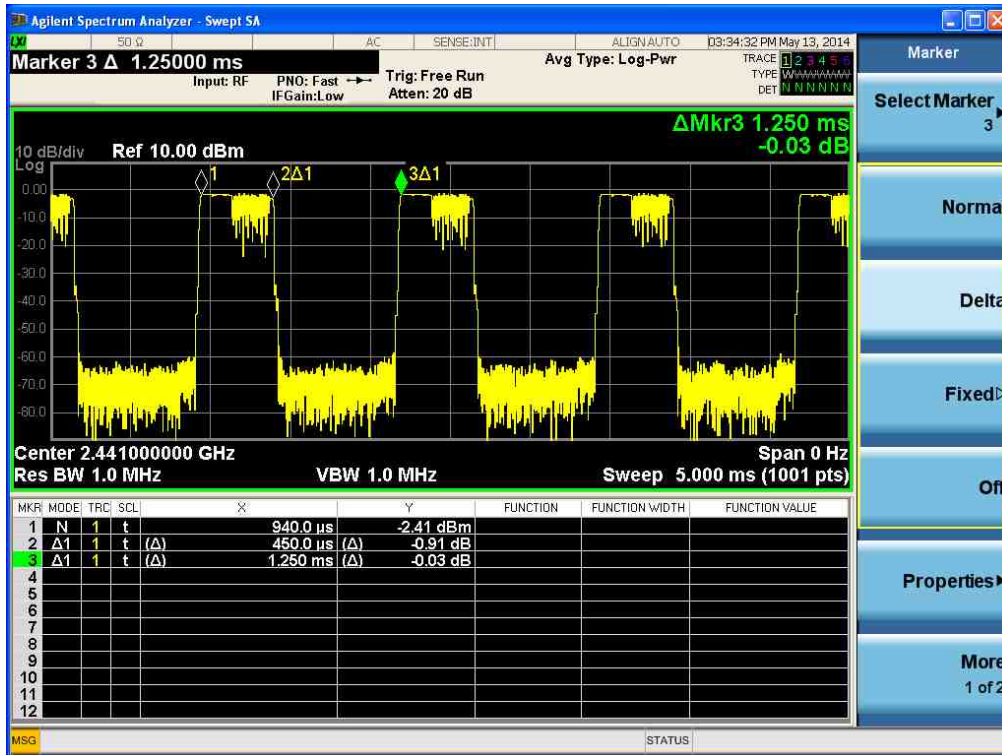 Agilent Spectrum Analyzer - Swept SA
LXI 50 Ω AC SENSE:INT ALIGN AUTO 03:34:32 PM May 13, 2014
Marker 3 Δ 1.25000 ms
Input: RF PNO: Fast IFGain:Low
Trig: Free Run
Atten: 20 dB
Avg Type: Log-Pwr
TRACE 1 2 3 4 5 6
TYPE W
DET N N N N N N
ΔMkr3 1.250 ms
-0.03 dB
10 dB/div Ref 10.00 dBm
Log
1 2Δ1 3Δ1
0.00
-10.0
-20.0
-30.0
-40.0
-50.0
-60.0
-70.0
-80.0
Center 2.441000000 GHz Span 0 Hz
Res BW 1.0 MHz VBW 1.0 MHz Sweep 5.000 ms (1001 pts)
MKR MODE TRC SCL X Y FUNCTION FUNCTION WIDTH FUNCTION VALUE
1 N 1 t 940.0 µs -2.41 dBm
2 Δ1 1 t (Δ) 450.0 µs (Δ) -0.91 dB
3 Δ1 1 t (Δ) 1.250 ms (Δ) -0.03 dB
4
5
6
7
8
9
10
11
12
MSG STATUS
Marker
Select Marker
3
Norma
Delta
Fixed
Off
Properties
More
1 of 2